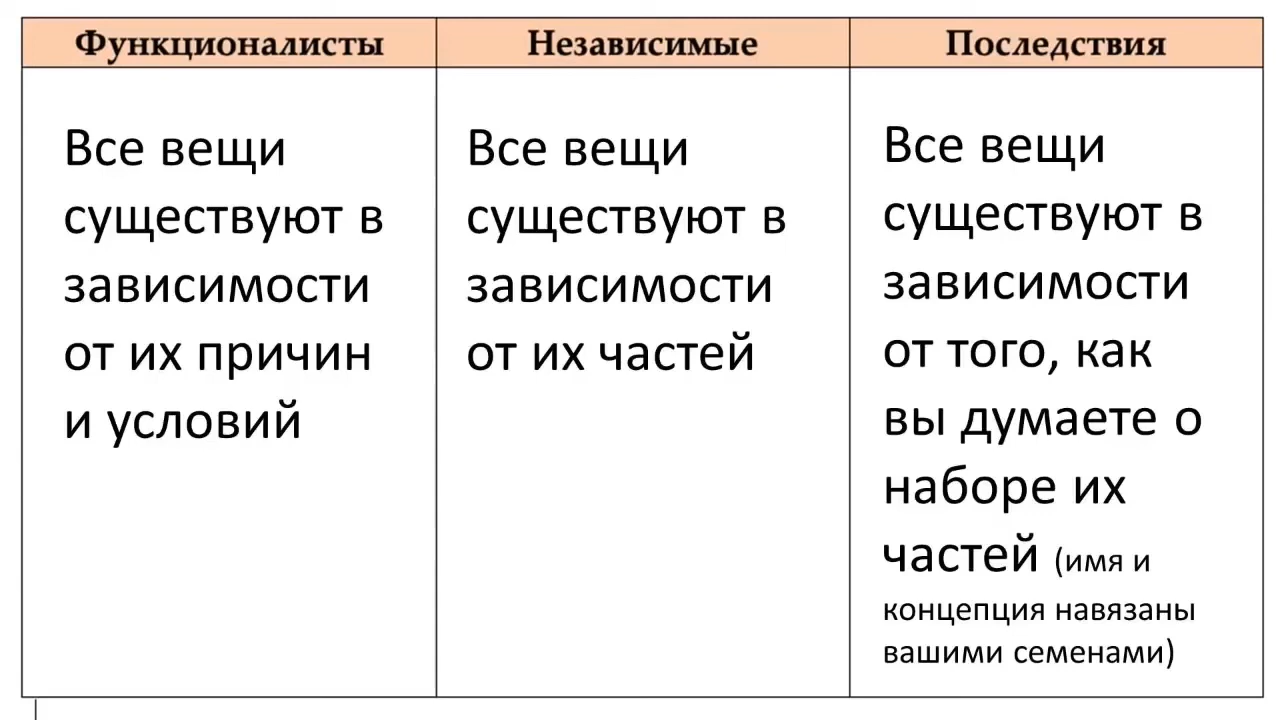 Функционалисты
Независимые
Последствия
Все вещи
существуют в
зависимости
от их причин
и условий
Все вещи
существуют в
зависимости
от их частей
Все вещи
существуют в
зависимости
от того, как
вы думаете о
наборе их
частей (имя и
концепция навязаны
вашими семенами)